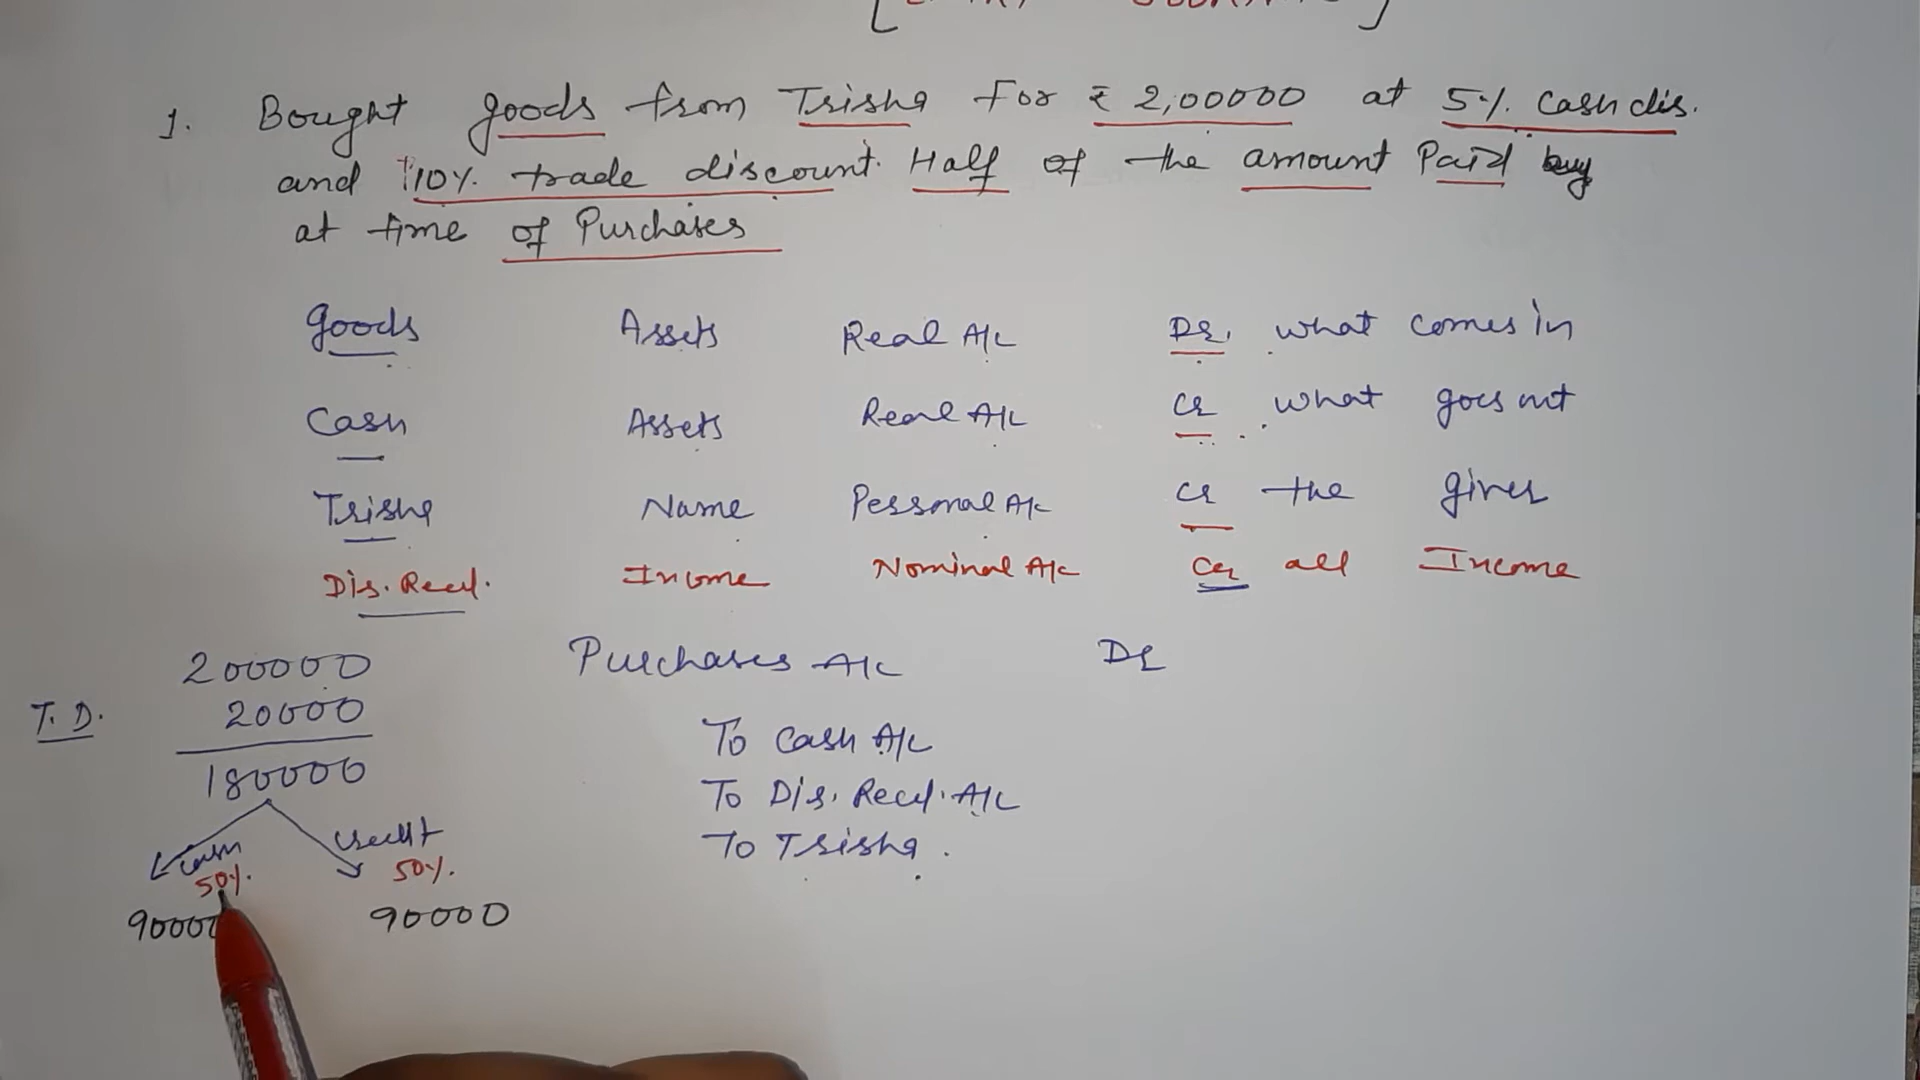 1. Bought goods from Trisha For ₹ 2,00000 at 5%. Cash dis.
and 10%. trade discount. Half of the amount Paid
at time of Purchases
goods Assets Real A/c Dr. what comes in
Cash Assets Real A/c Cr what goes out
Trisha Name Personal A/c Cr the giver
Dis. Recd. Income Nominal A/c Cr all Income
200000 Purchases A/c Dr
T. D. 20000
To Cash A/c
180000
To Dis. Recd. A/c
Cash Credit
To Trisha.
50%. 50%.
90000 90000